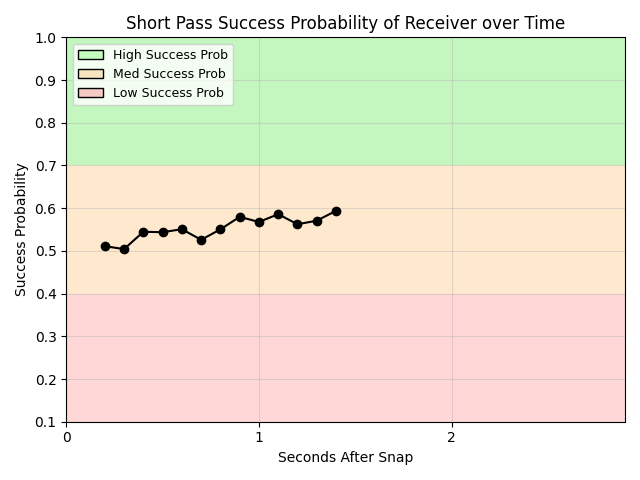 Short Pass Success Probability of Receiver over Time
High Success Prob
Med Success Prob
Low Success Prob
Success Probability
1.0
0.9
0.8
0.7
0.6
0.5
0.4
0.3
0.2
0.1
0
1
2
Seconds After Snap